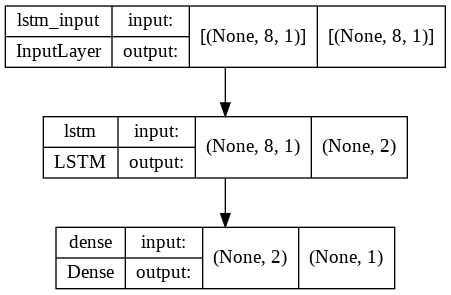 lstm_input input: [(None, 8, 1)] [(None, 8, 1)]
InputLayer output:
lstm input: (None, 8, 1) (None, 2)
LSTM output:
dense input: (None, 2) (None, 1)
Dense output: